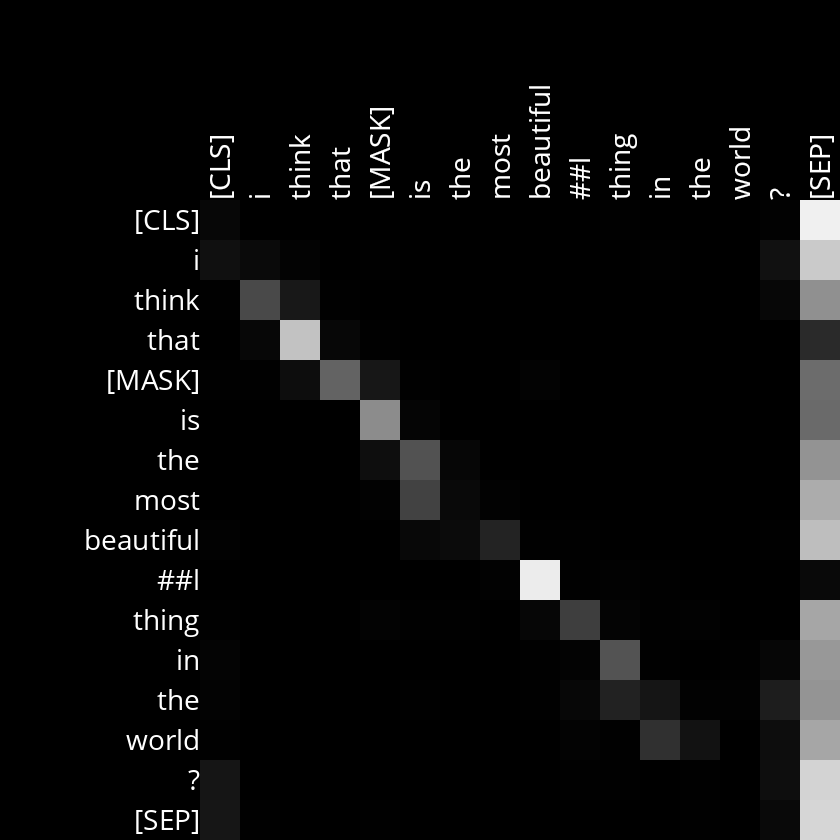 [CLS] i think that [MASK] is the most beautiful ##l thing in the world ? [SEP]
[CLS]
i
think
that
[MASK]
is
the
most
beautiful
##l
thing
in
the
world
?
[SEP]